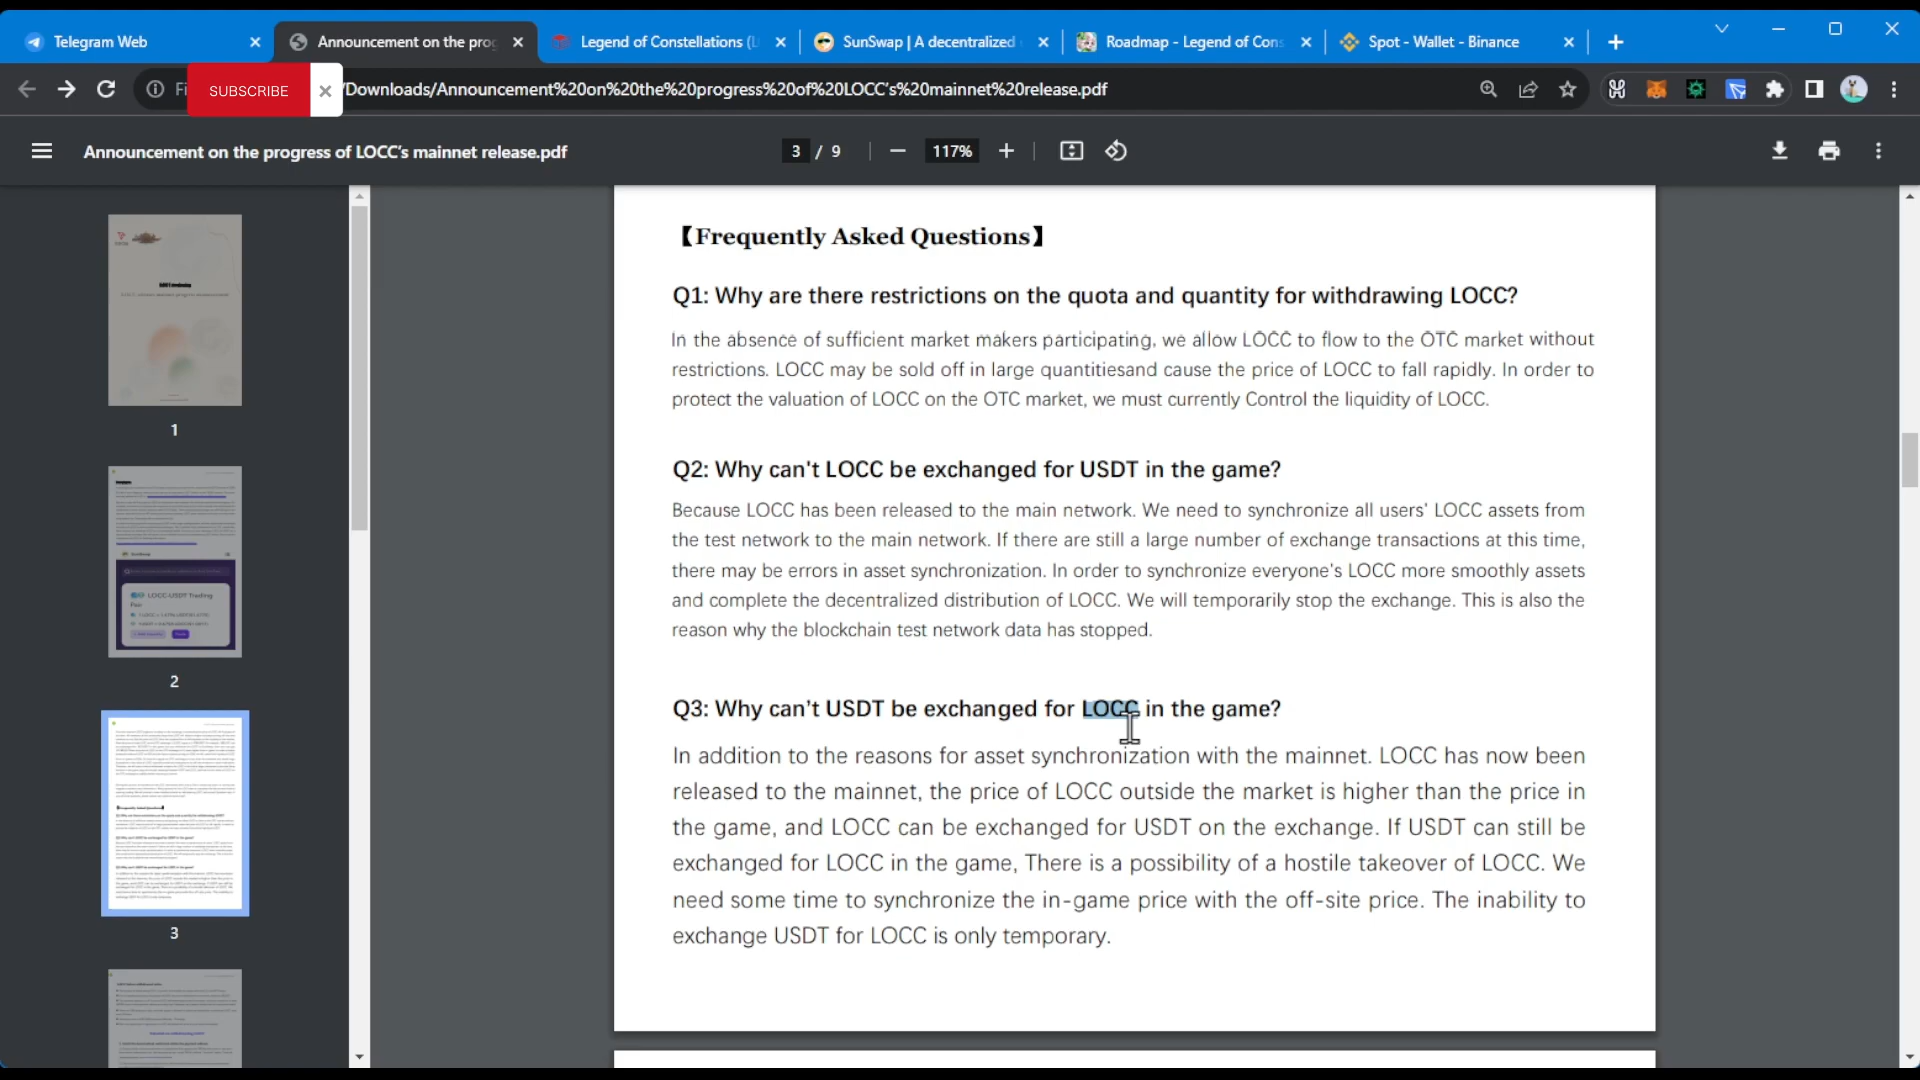 Telegram Web
Announcement on the prog
Legend of Constellations (L
SunSwap | A decentralized
Roadmap - Legend of Cons
Spot - Wallet - Binance
SUBSCRIBE
/Downloads/Announcement%20on%20the%20progress%20of%20LOCC's%20mainnet%20release.pdf
Announcement on the progress of LOCC's mainnet release.pdf
3 / 9
117%
1
2
3
LOCC-USDT Trading
Pair
【Frequently Asked Questions】
Q1: Why are there restrictions on the quota and quantity for withdrawing LOCC?
In the absence of sufficient market makers participating, we allow LOCC to flow to the OTC market without
restrictions. LOCC may be sold off in large quantitiesand cause the price of LOCC to fall rapidly. In order to
protect the valuation of LOCC on the OTC market, we must currently Control the liquidity of LOCC.
Q2: Why can't LOCC be exchanged for USDT in the game?
Because LOCC has been released to the main network. We need to synchronize all users' LOCC assets from
the test network to the main network. If there are still a large number of exchange transactions at this time,
there may be errors in asset synchronization. In order to synchronize everyone's LOCC more smoothly assets
and complete the decentralized distribution of LOCC. We will temporarily stop the exchange. This is also the
reason why the blockchain test network data has stopped.
Q3: Why can't USDT be exchanged for LOCC in the game?
In addition to the reasons for asset synchronization with the mainnet. LOCC has now been
released to the mainnet, the price of LOCC outside the market is higher than the price in
the game, and LOCC can be exchanged for USDT on the exchange. If USDT can still be
exchanged for LOCC in the game, There is a possibility of a hostile takeover of LOCC. We
need some time to synchronize the in-game price with the off-site price. The inability to
exchange USDT for LOCC is only temporary.